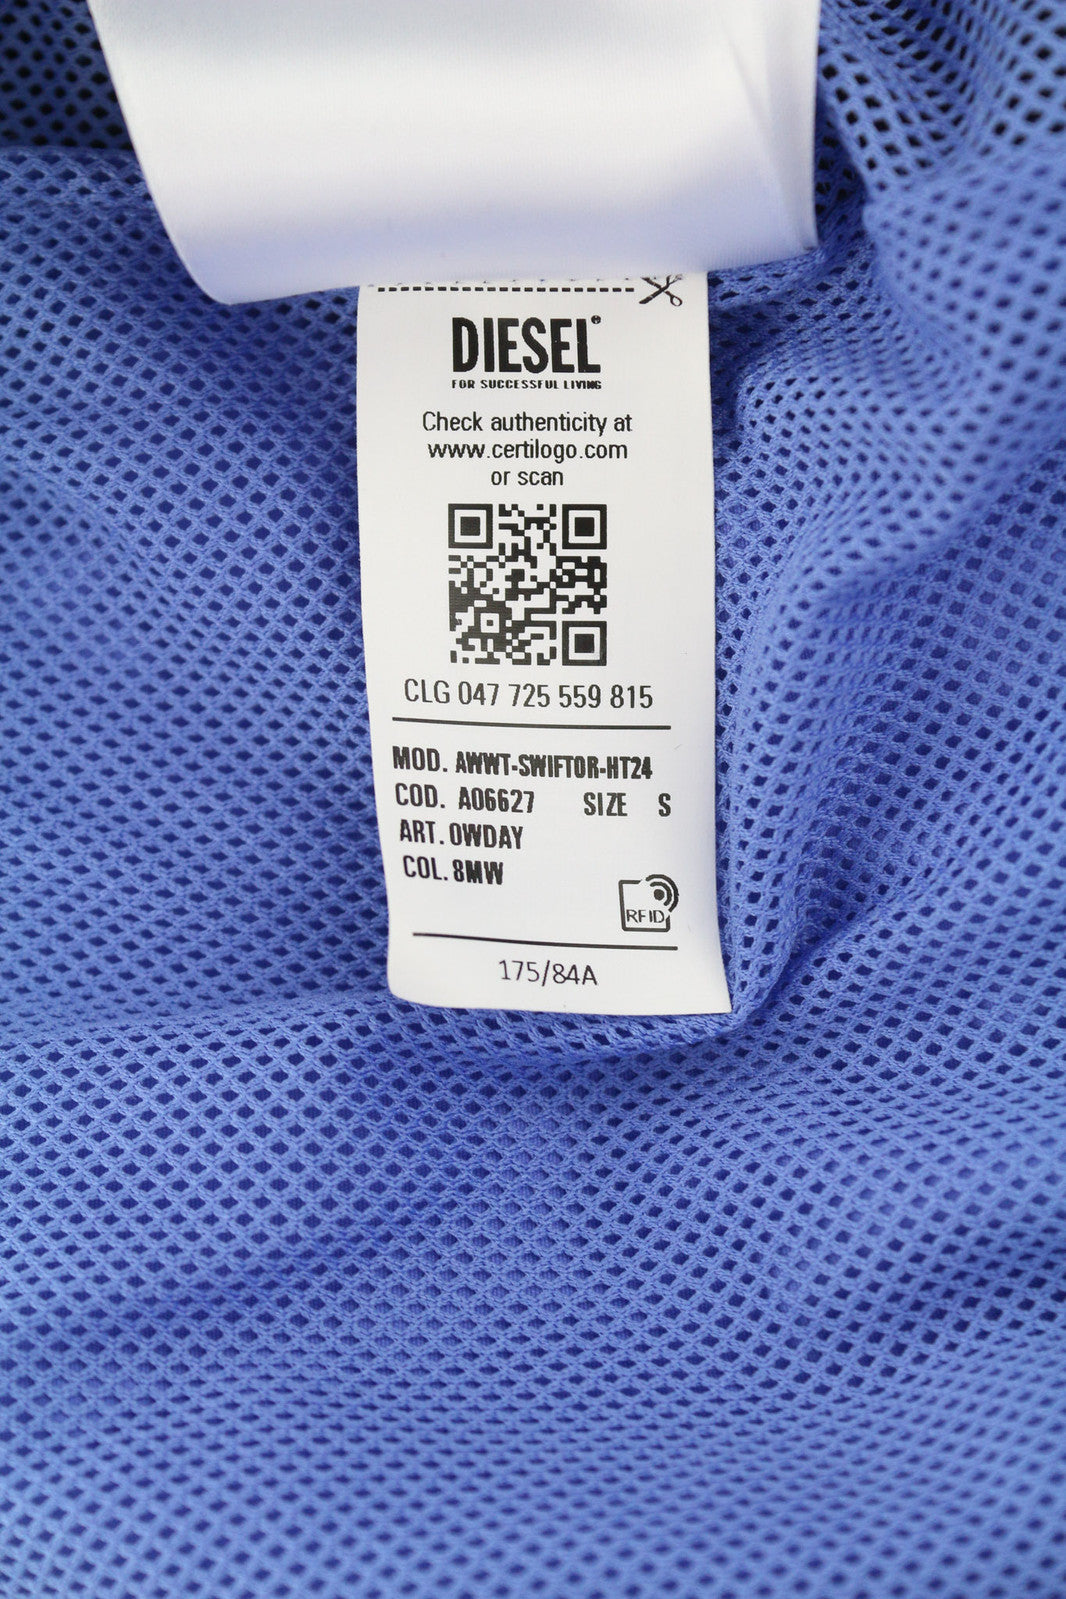 DIESEL®
FOR SUCCESSFUL LIVING
Check authenticity at
www.certilogo.com
or scan
CLG 047 725 559 815
MOD. AWWT-SWIFTOR-HT24
COD. A06627 SIZE S
ART. 0WDAY
COL. 8MW
RFID
175/84A